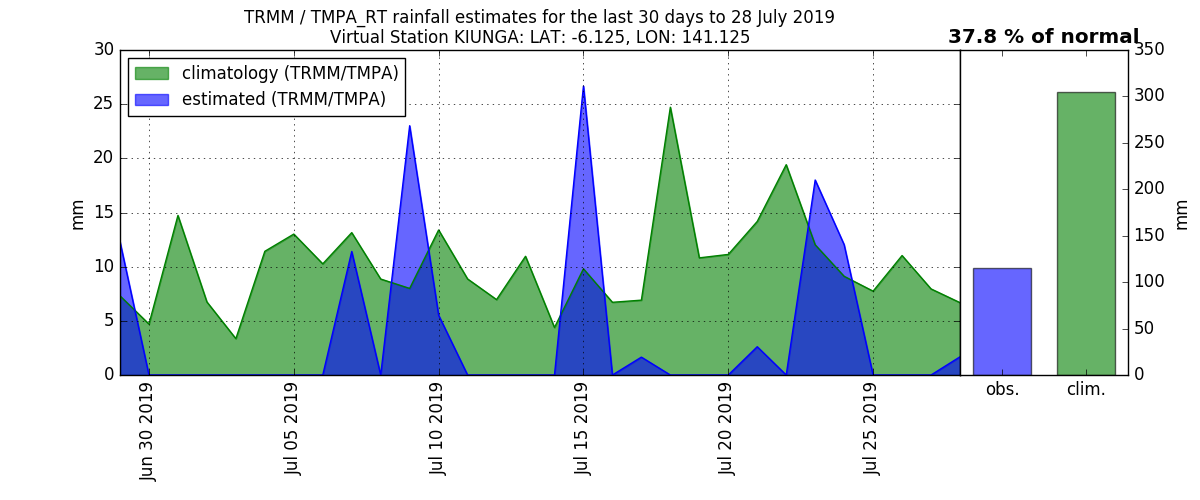 TRMM / TMPA_RT rainfall estimates for the last 30 days to 28 July 2019
Virtual Station KIUNGA: LAT: -6.125, LON: 141.125
37.8 % of normal
climatology (TRMM/TMPA)
estimated (TRMM/TMPA)
30
25
20
15
10
5
0
mm
Jun 30 2019
Jul 05 2019
Jul 10 2019
Jul 15 2019
Jul 20 2019
Jul 25 2019
obs.
clim.
350
300
250
200
150
100
50
0
mm